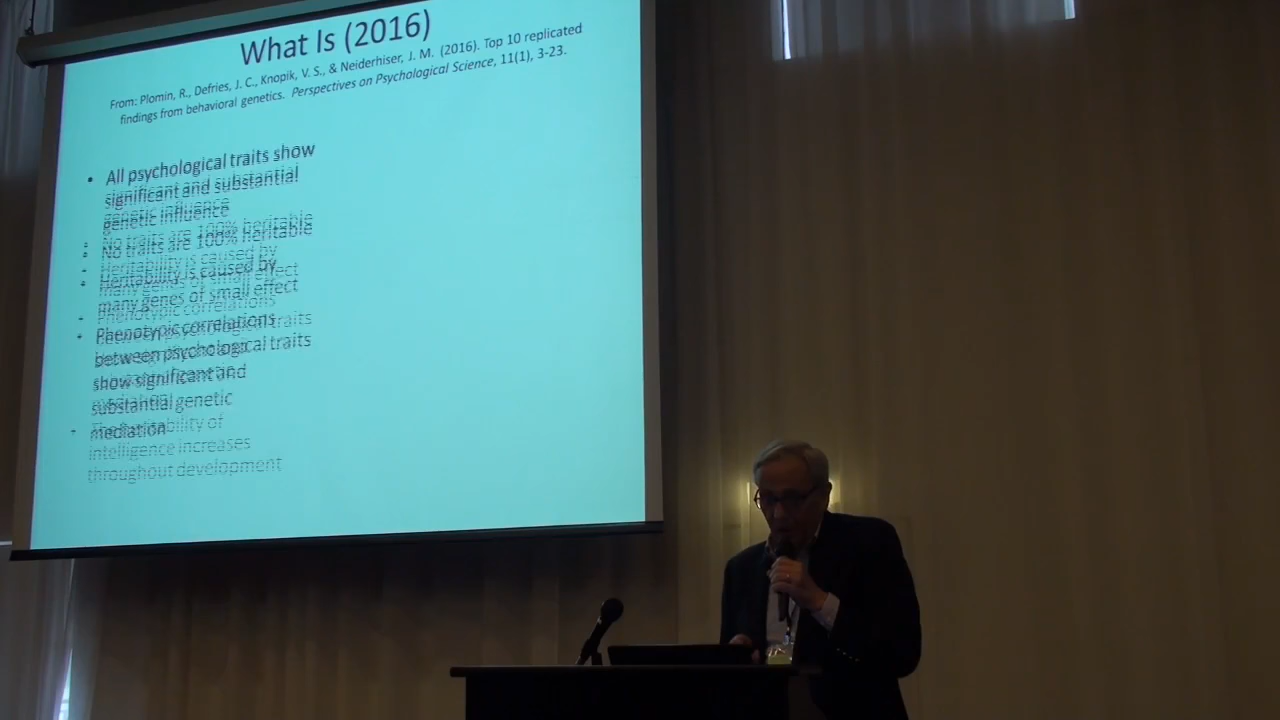 What Is (2016)
From: Plomin, R., Defries, J. C., Knopik, V. S., & Neiderhiser, J. M. (2016). Top 10 replicated
findings from behavioral genetics. Perspectives on Psychological Science, 11(1), 3-23.
• All psychological traits show
significant and substantial
genetic influence
• No traits are 100% heritable
• Heritability is caused by
many genes of small effect
• Phenotypic correlations
between psychological traits
show significant and
substantial genetic
mediation
• The heritability of
intelligence increases
throughout development